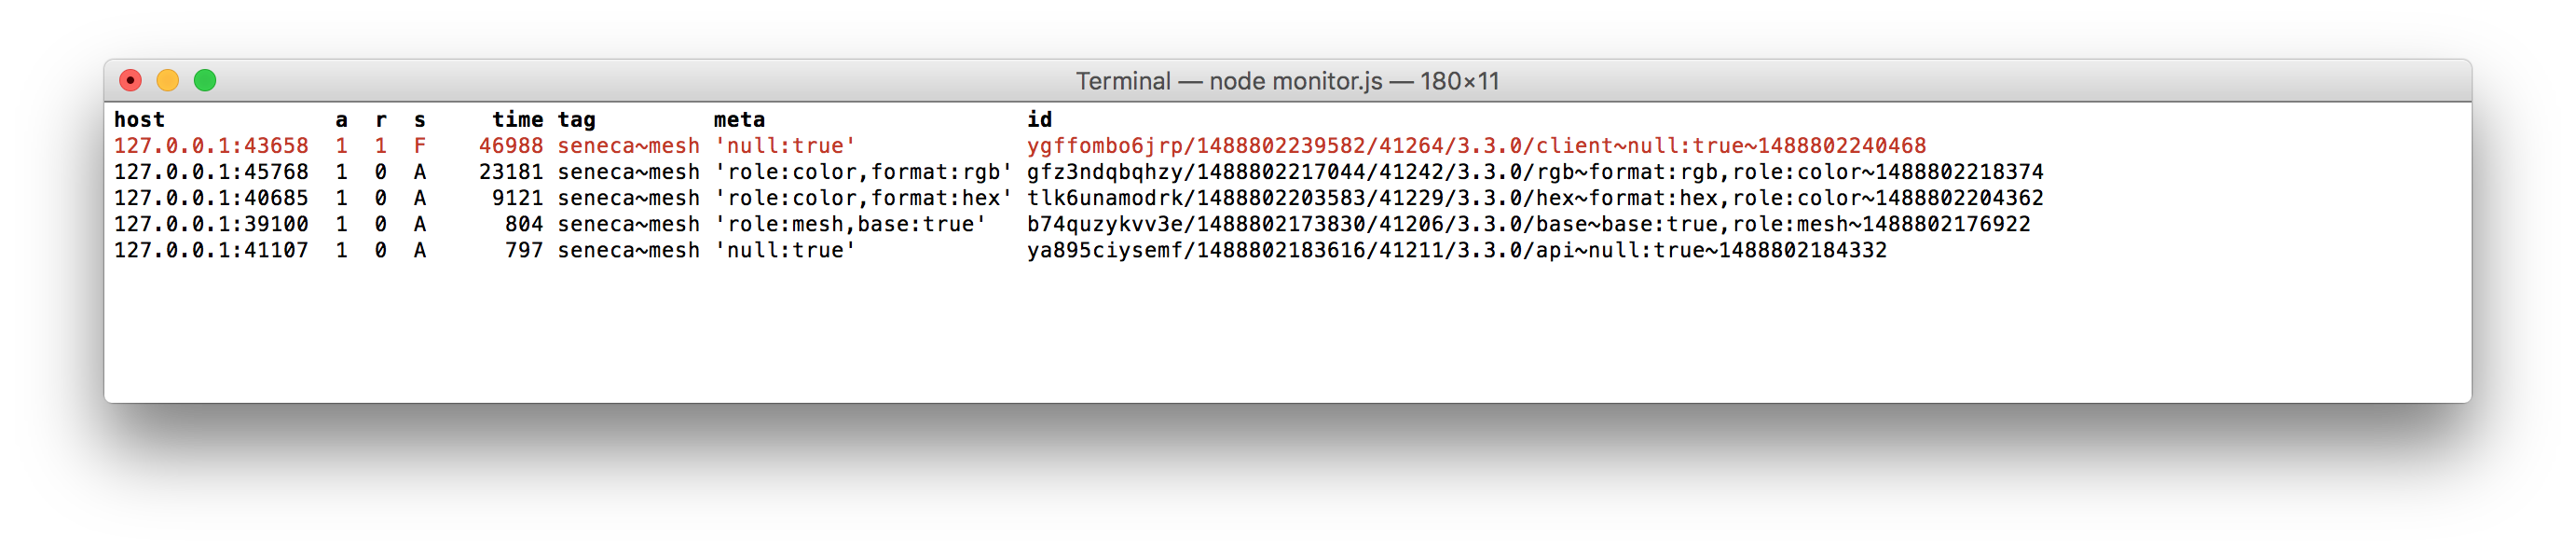 Terminal — node monitor.js — 180×11
host a r s time tag meta id
127.0.0.1:43658 1 1 F 46988 seneca~mesh 'null:true' ygffombo6jrp/1488802239582/41264/3.3.0/client~null:true~1488802240468
127.0.0.1:45768 1 0 A 23181 seneca~mesh 'role:color,format:rgb' gfz3ndqbqhzy/1488802217044/41242/3.3.0/rgb~format:rgb,role:color~1488802218374
127.0.0.1:40685 1 0 A 9121 seneca~mesh 'role:color,format:hex' tlk6unamodrk/1488802203583/41229/3.3.0/hex~format:hex,role:color~1488802204362
127.0.0.1:39100 1 0 A 804 seneca~mesh 'role:mesh,base:true' b74quzykvv3e/1488802173830/41206/3.3.0/base~base:true,role:mesh~1488802176922
127.0.0.1:41107 1 0 A 797 seneca~mesh 'null:true' ya895ciysemf/1488802183616/41211/3.3.0/api~null:true~1488802184332